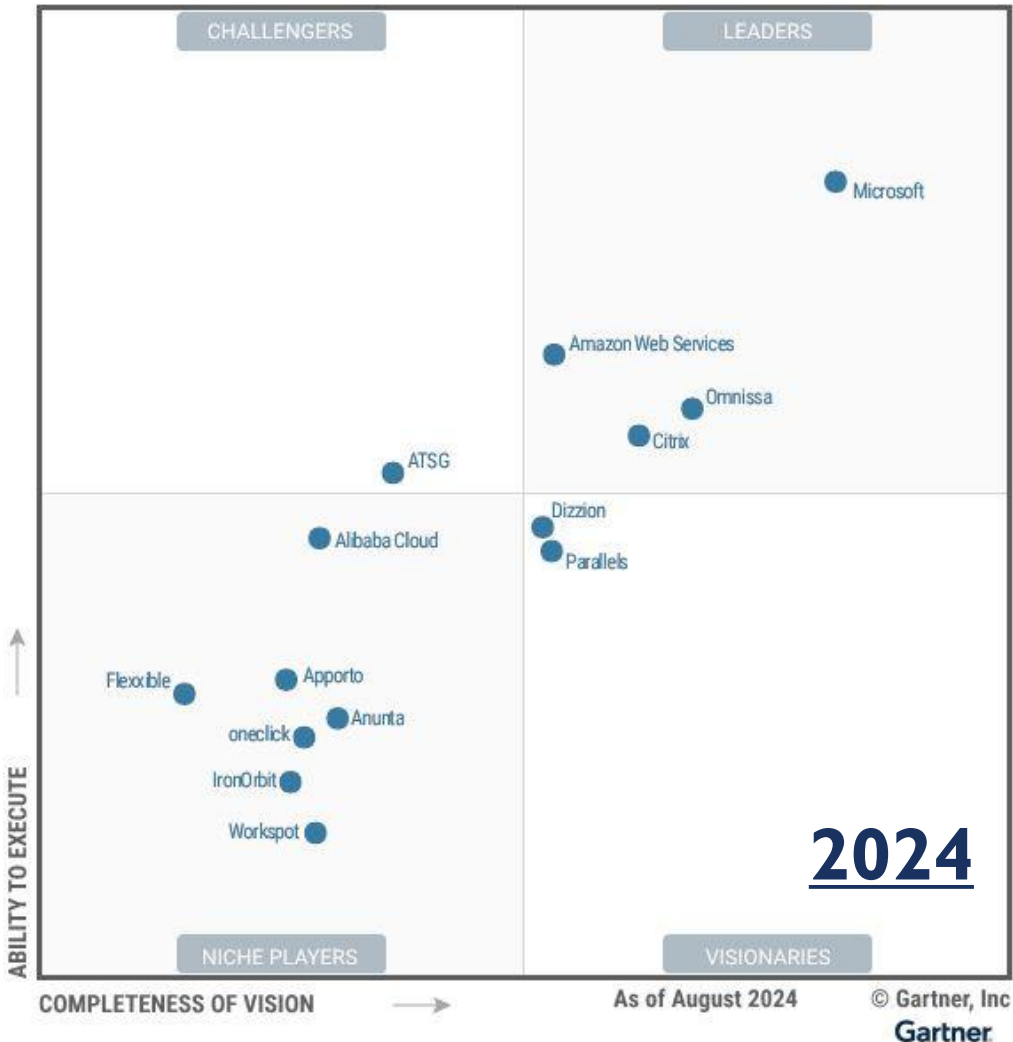 CHALLENGERS
LEADERS
Microsoft
Amazon Web Services
Omnissa
Citrix
ATSG
Dizzion
Alibaba Cloud
Parallels
Flexxible
Apporto
Anunta
oneclick
IronOrbit
Workspot
2024
NICHE PLAYERS
VISIONARIES
ABILITY TO EXECUTE
COMPLETENESS OF VISION
As of August 2024
© Gartner, Inc
Gartner